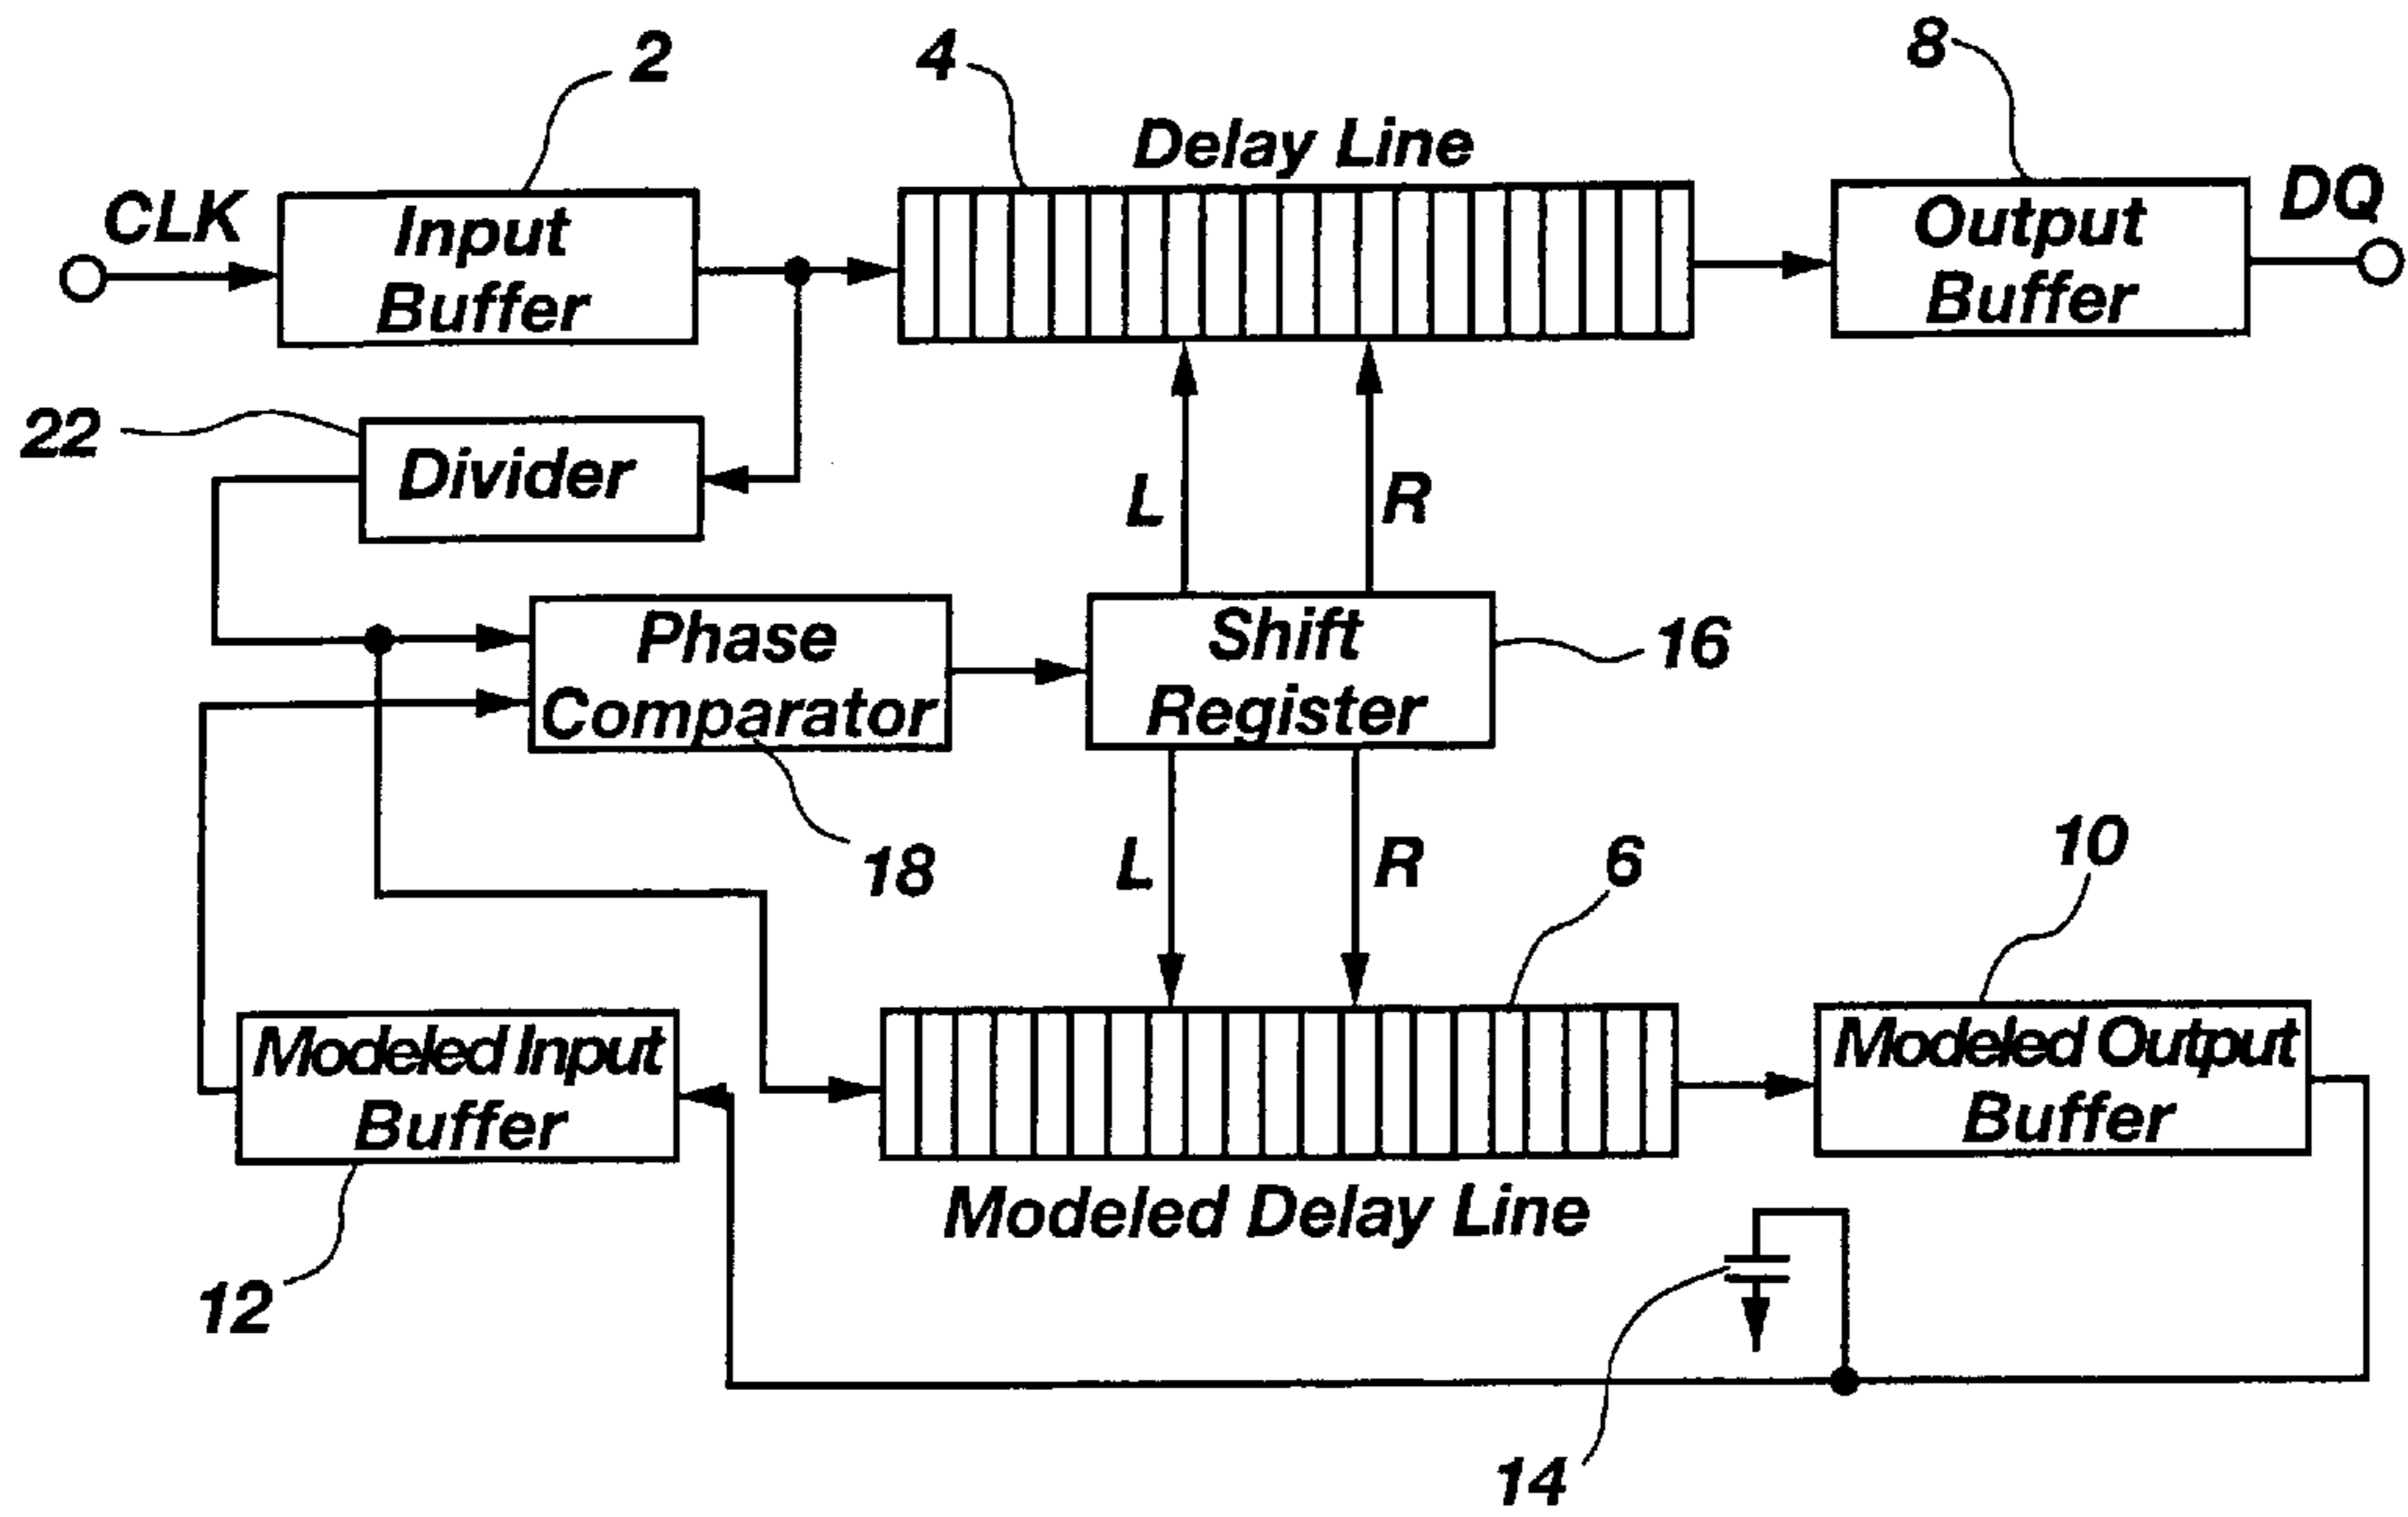 2
4
8
Delay Line
CLK
Input
Buffer
Output
Buffer
DQ
22
Divider
L
R
Phase
Comparator
Shift
Register
16
18
L
R
6
10
Modeled Input
Buffer
Modeled Output
Buffer
Modeled Delay Line
12
14